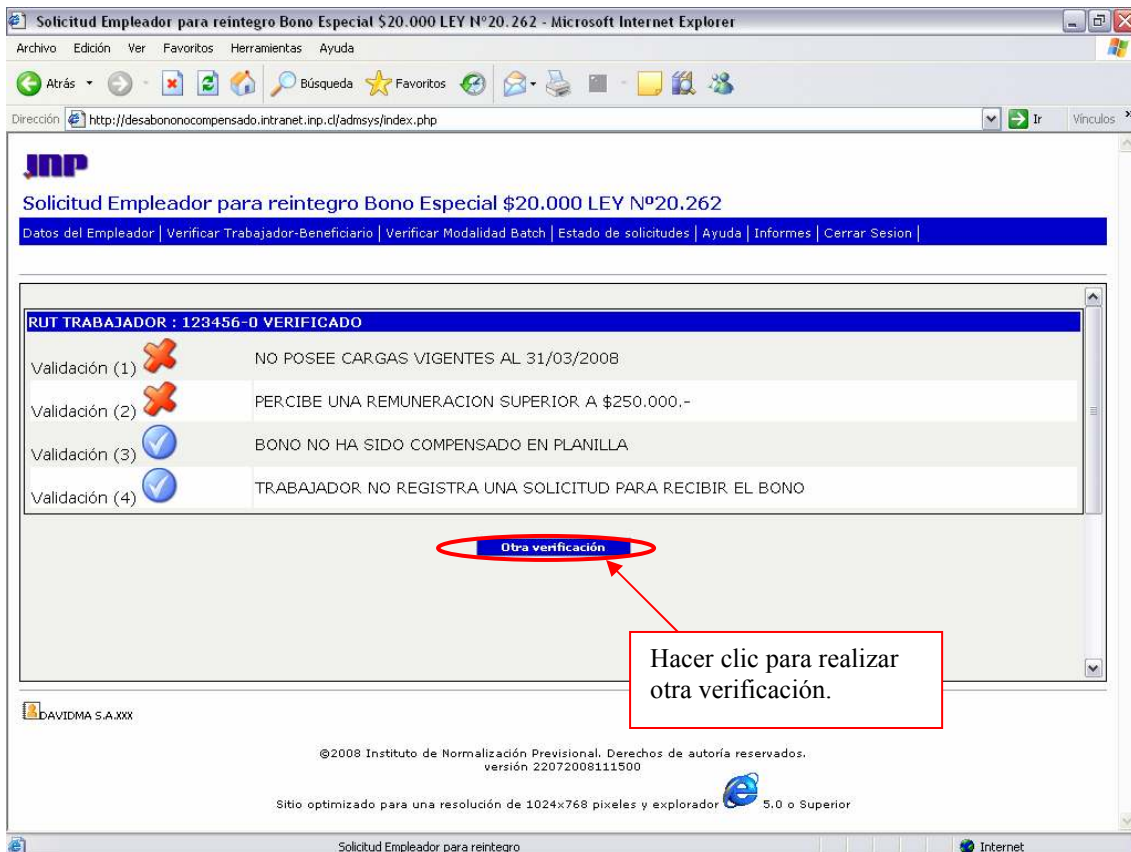 Solicitud Empleador para reintegro Bono Especial $20.000 LEY Nº20.262 - Microsoft Internet Explorer
Archivo Edición Ver Favoritos Herramientas Ayuda
Atrás Búsqueda Favoritos
Dirección http://desabononocompensado.intranet.inp.cl/admsys/index.php Ir Vínculos »
INP
Solicitud Empleador para reintegro Bono Especial $20.000 LEY Nº20.262
Datos del Empleador | Verificar Trabajador-Beneficiario | Verificar Modalidad Batch | Estado de solicitudes | Ayuda | Informes | Cerrar Sesion |
RUT TRABAJADOR : 123456-0 VERIFICADO
Validación (1) NO POSEE CARGAS VIGENTES AL 31/03/2008
Validación (2) PERCIBE UNA REMUNERACION SUPERIOR A $250.000.-
Validación (3) BONO NO HA SIDO COMPENSADO EN PLANILLA
Validación (4) TRABAJADOR NO REGISTRA UNA SOLICITUD PARA RECIBIR EL BONO
Otra verificación
Hacer clic para realizar
otra verificación.
DAVIDMA S.A.XXX
©2008 Instituto de Normalización Previsional. Derechos de autoría reservados.
versión 22072008111500
Sitio optimizado para una resolución de 1024x768 pixeles y explorador 5.0 o Superior
Solicitud Empleador para reintegro Internet